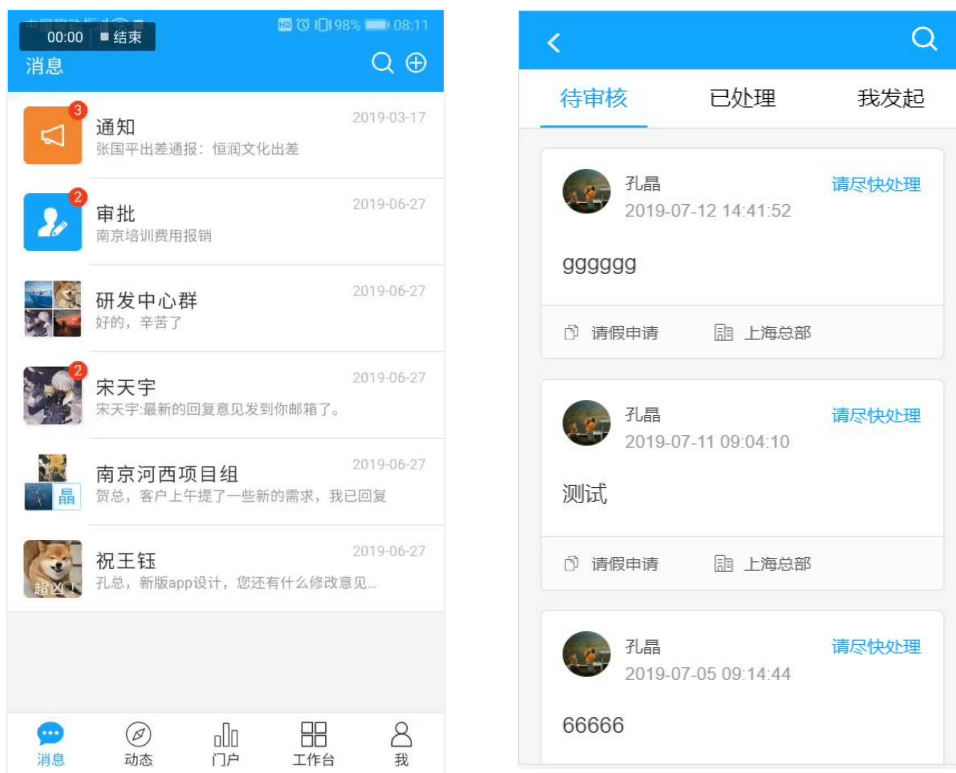 00:00 结束
98% 08:11
消息
3
通知
2019-03-17
张国平出差通报：恒润文化出差
2
审批
2019-06-27
南京培训费用报销
研发中心群
2019-06-27
好的，辛苦了
2
宋天宇
2019-06-27
宋天宇:最新的回复意见发到你邮箱了。
南京河西项目组
2019-06-27
晶
贺总，客户上午提了一些新的需求，我已回复
祝王钰
2019-06-27
超凶！
孔总，新版app设计，您还有什么修改意见...
消息 动态 门户 工作台 我
待审核 已处理 我发起
孔晶 请尽快处理
2019-07-12 14:41:52
gggggg
请假申请 上海总部
孔晶 请尽快处理
2019-07-11 09:04:10
测试
请假申请 上海总部
孔晶 请尽快处理
2019-07-05 09:14:44
66666